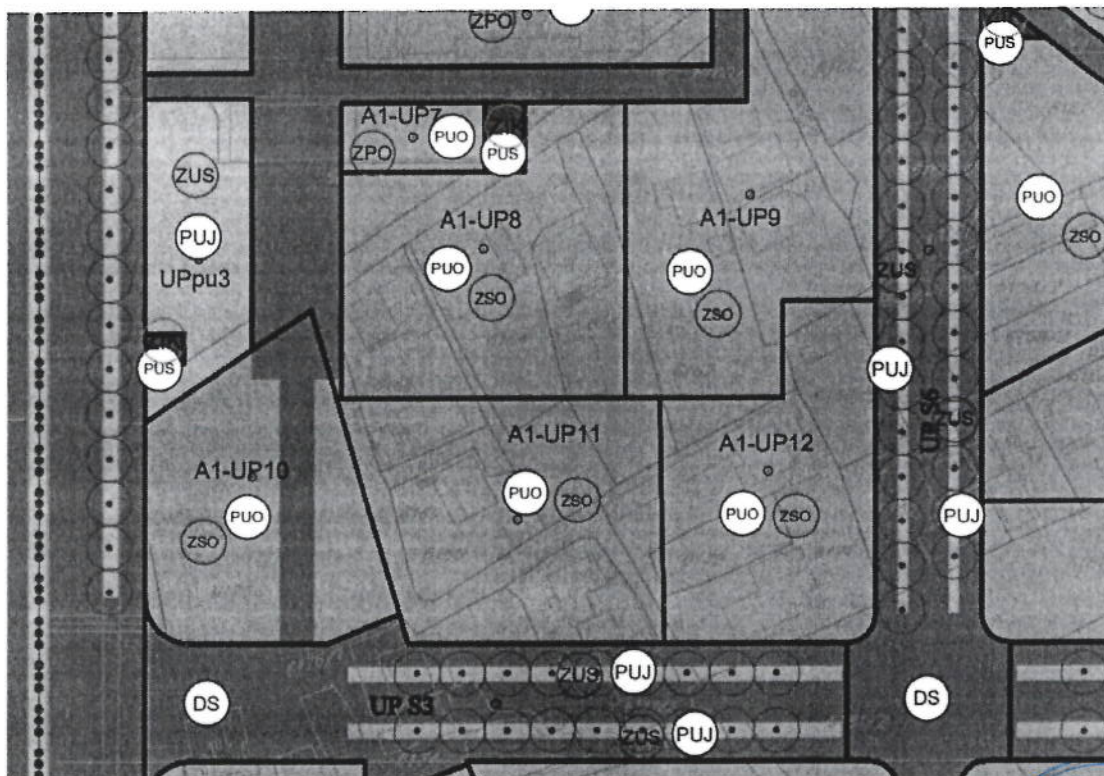 ZPO
PUS
A1-UP7
PUO
PUS
ZPO
ZUS
PUO
ZSO
PUJ
UPpu3
A1-UP8
A1-UP9
PUO
ZSO
PUO
ZSO
ZUS
PUS
PUJ
UP S6
ZUS
A1-UP10
A1-UP11
A1-UP12
PUO
ZSO
PUO
ZSO
PUO
ZSO
PUJ
ZUS
PUJ
DS
UP S3
DS
ZUS
PUJ